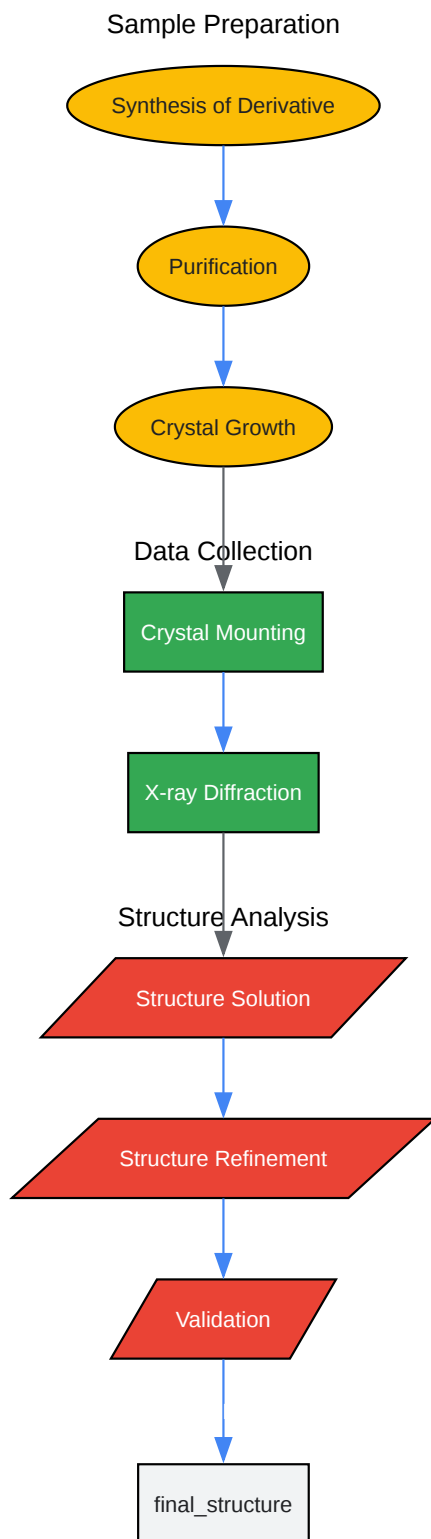 Sample Preparation
Synthesis of Derivative
Purification
Crystal Growth
Data Collection
Crystal Mounting
X-ray Diffraction
Structure Analysis
Structure Solution
Structure Refinement
Validation
final_structure